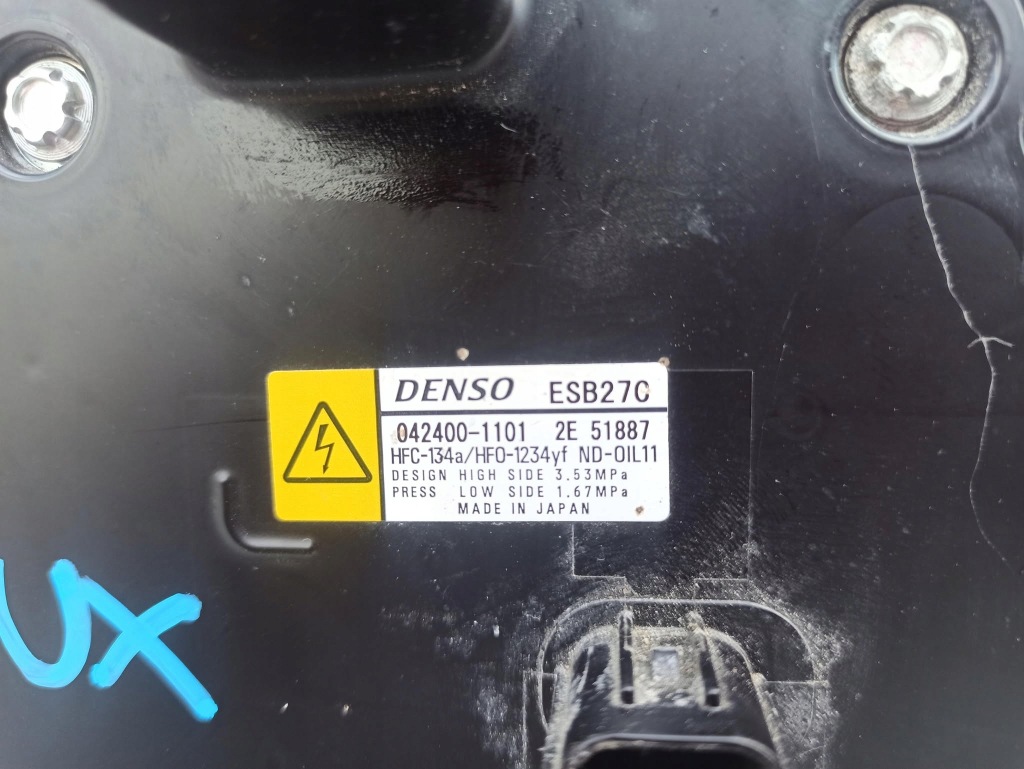 DENSO ESB27C
042400-1101 2E 51887
HFC-134a/HFO-1234yf ND-OIL11
DESIGN HIGH SIDE 3.53MPa
PRESS LOW SIDE 1.67MPa
MADE IN JAPAN
UX